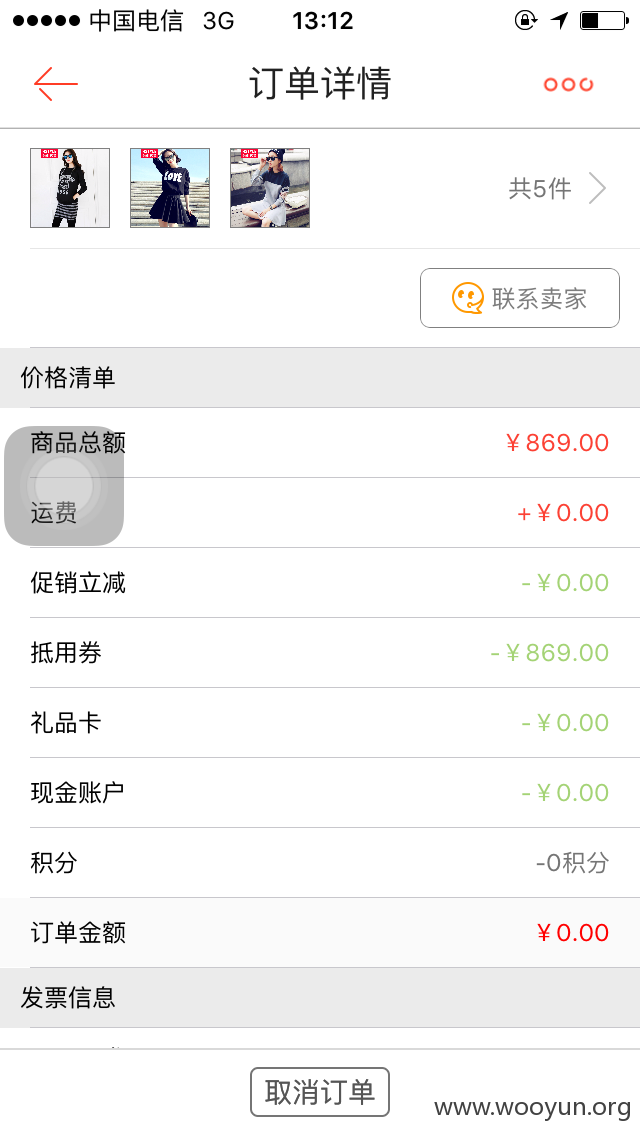 中国电信 3G 13:12
订单详情
LOVE
共5件
联系卖家
价格清单
商品总额 ¥869.00
运费 +¥0.00
促销立减 -¥0.00
抵用券 -¥869.00
礼品卡 -¥0.00
现金账户 -¥0.00
积分 -0积分
订单金额 ¥0.00
发票信息
取消订单
www.wooyun.org